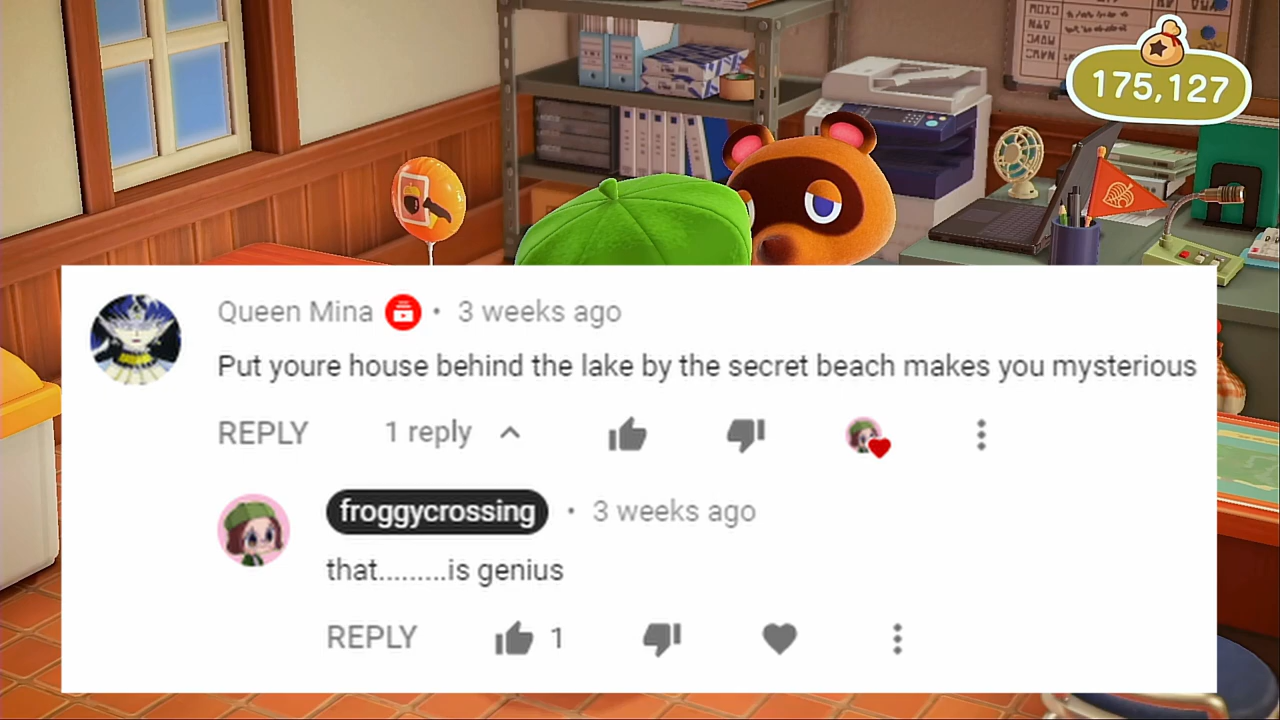 175,127
Queen Mina • 3 weeks ago
Put youre house behind the lake by the secret beach makes you mysterious
REPLY 1 reply
froggycrossing • 3 weeks ago
that.........is genius
REPLY 1